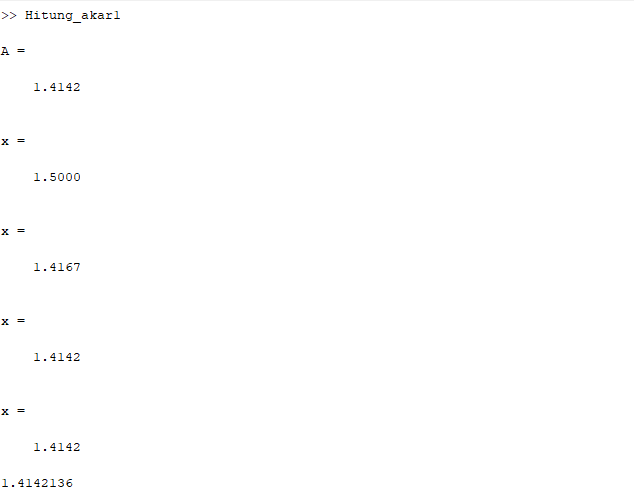 >> Hitung_akar1
A =
1.4142
x =
1.5000
x =
1.4167
x =
1.4142
x =
1.4142
1.4142136